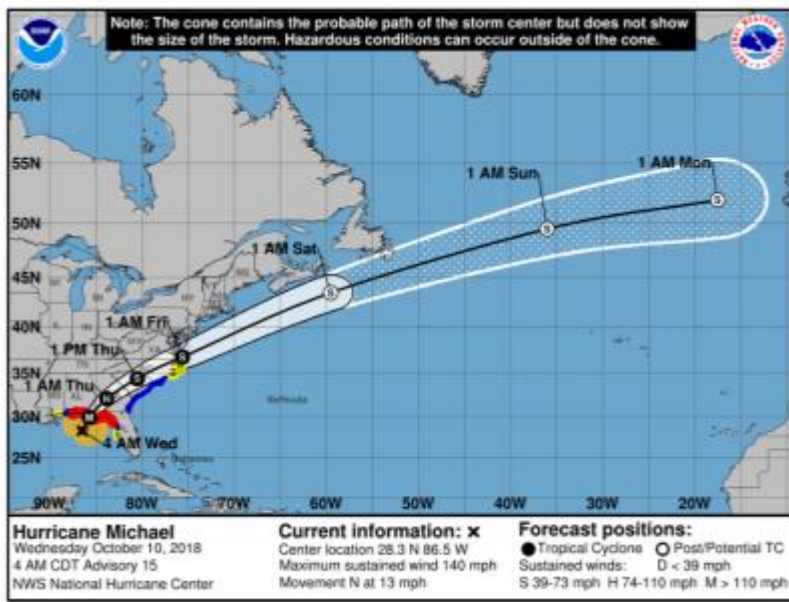 Note: The cone contains the probable path of the storm center but does not show
the size of the storm. Hazardous conditions can occur outside of the cone.
60N
55N
1 AM Mon
1 AM Sun
S
S
50N
1 AM Sat
45N
S
40N
1 AM Fri
S
35N
1 PM Thu
S
1 AM Thu
30N
M
Bermuda
4 AM Wed
25N
90W 80W 70W 60W 50W 40W 30W 20W
Hurricane Michael
Wednesday October 10, 2018
4 AM CDT Advisory 15
NWS National Hurricane Center
Current information: x
Center location 28.3 N 86.5 W
Maximum sustained wind 140 mph
Movement N at 13 mph
Forecast positions:
Tropical Cyclone Post/Potential TC
Sustained winds: D < 39 mph
S 39-73 mph H 74-110 mph M > 110 mph